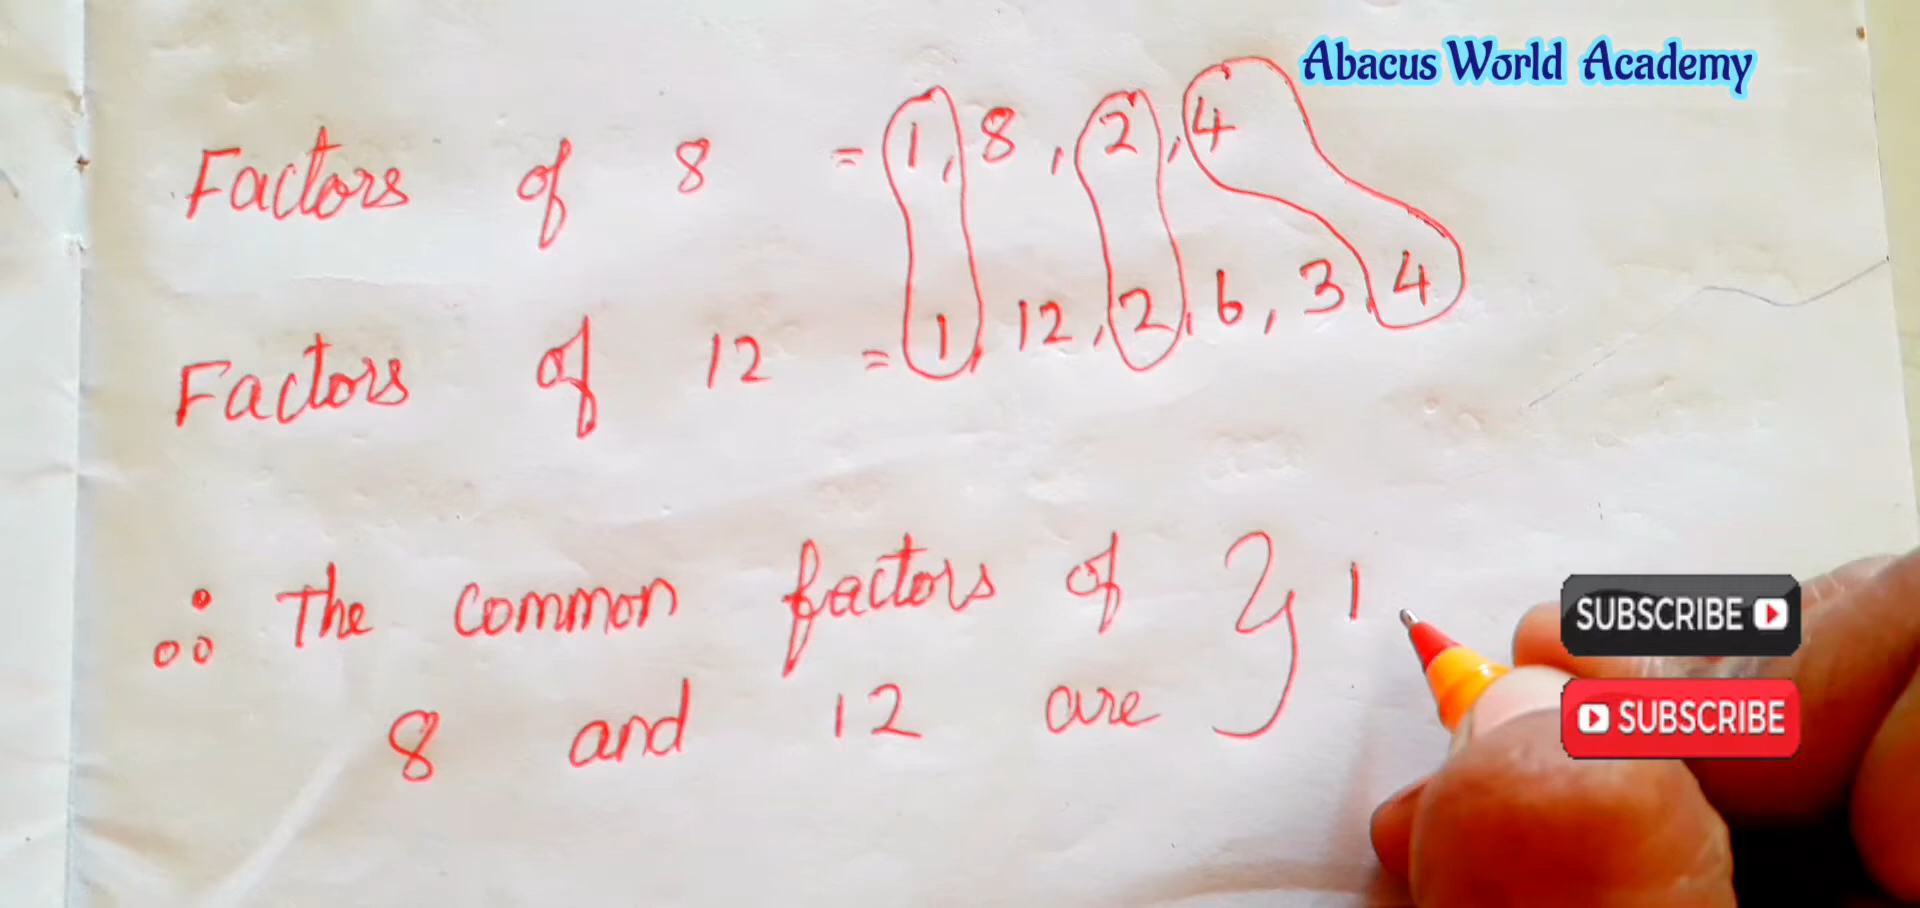 Abacus World Academy
Factors of 8 = 1, 8, 2, 4
Factors of 12 = 1, 12, 2, 6, 3, 4
∴ The common factors of } 1
8 and 12 are
SUBSCRIBE
SUBSCRIBE